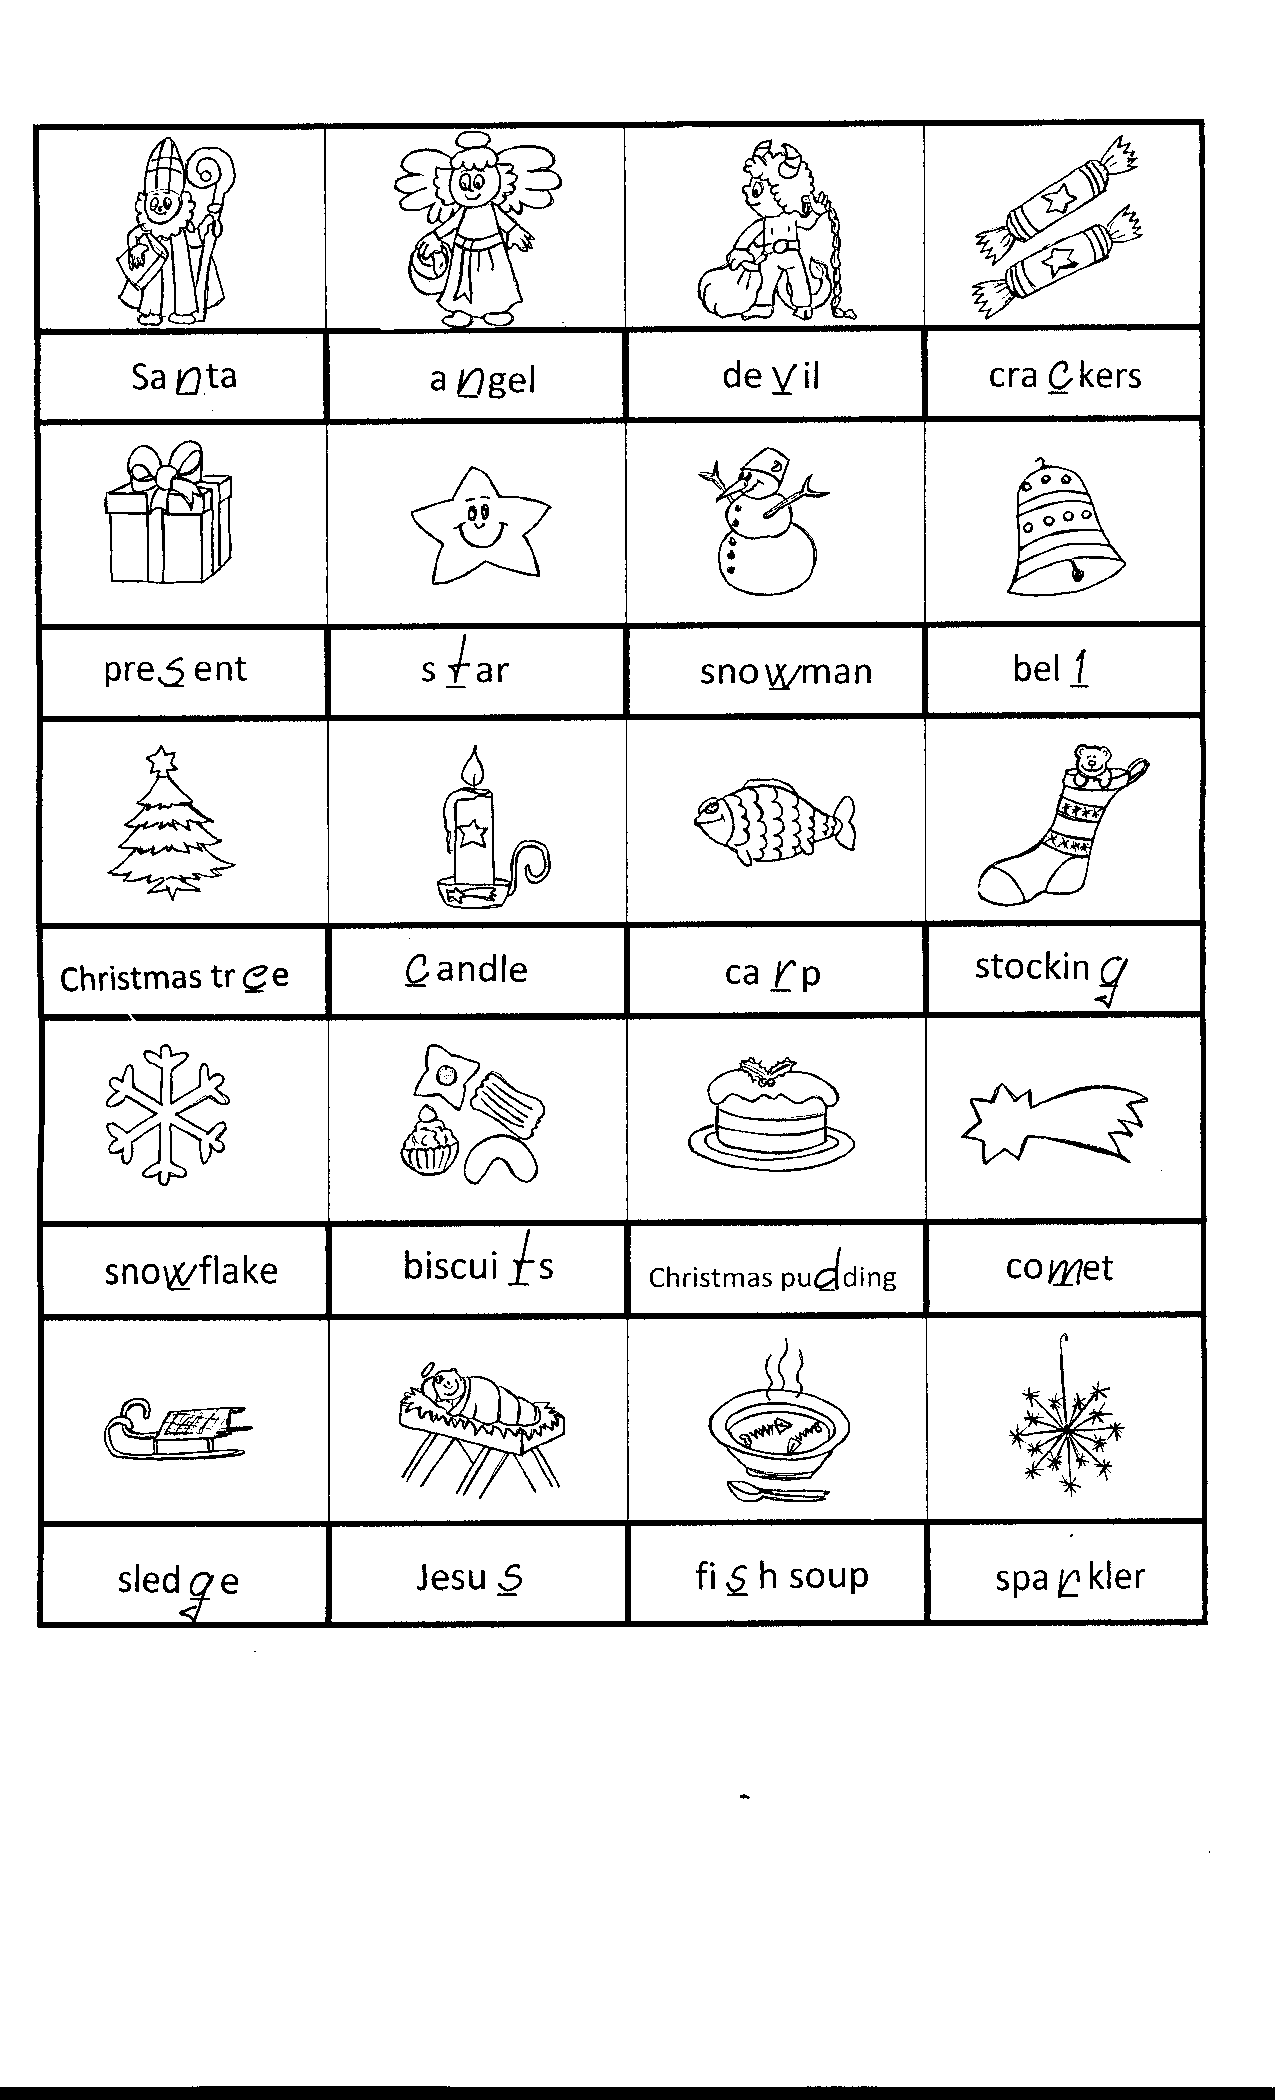 Santa angel devil crackers
present star snowman bell
Christmas tree candle carp stocking
snowflake biscuits Christmas pudding comet
sledge Jesus fish soup sparkler